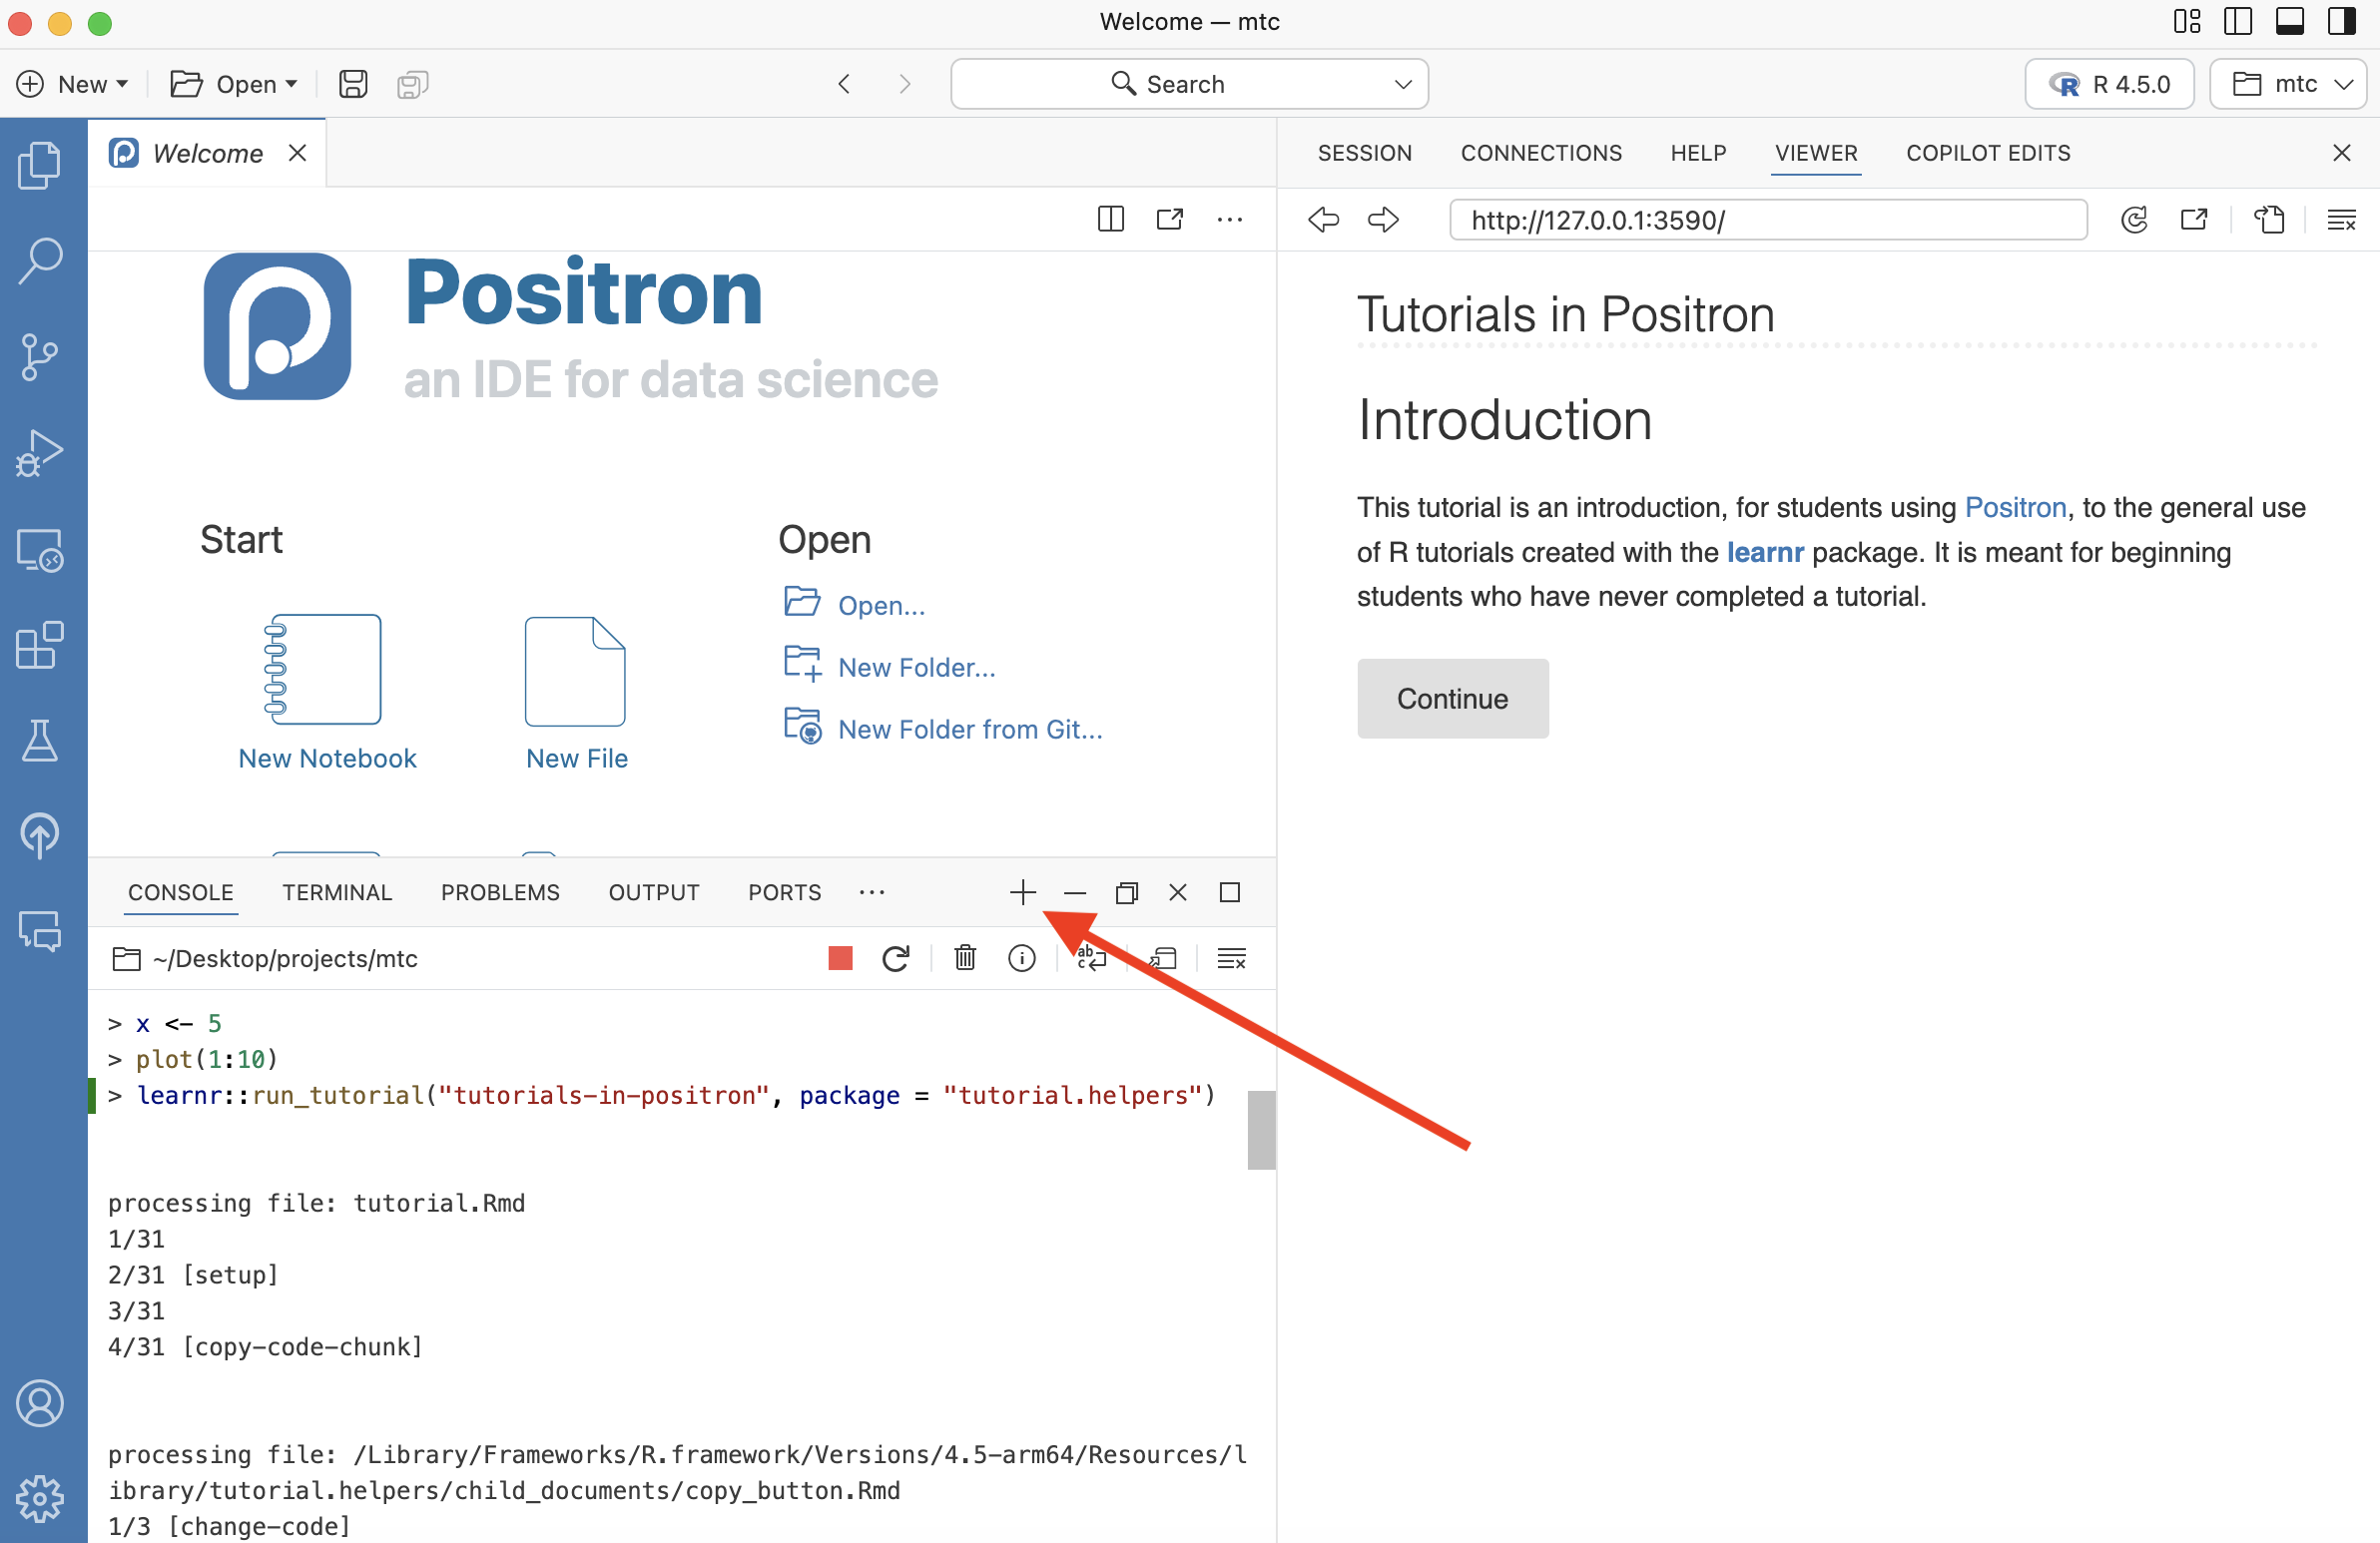 Welcome — mtc
New
Open
Search
R 4.5.0
mtc
Welcome
Positron
an IDE for data science
Start
New Notebook
New File
Open
Open...
New Folder...
New Folder from Git...
SESSION CONNECTIONS HELP VIEWER COPILOT EDITS
http://127.0.0.1:3590/
Tutorials in Positron
Introduction
This tutorial is an introduction, for students using Positron, to the general use
of R tutorials created with the learnr package. It is meant for beginning
students who have never completed a tutorial.
Continue
CONSOLE TERMINAL PROBLEMS OUTPUT PORTS
~/Desktop/projects/mtc
> x <- 5
> plot(1:10)
> learnr::run_tutorial("tutorials-in-positron", package = "tutorial.helpers")
processing file: tutorial.Rmd
1/31
2/31 [setup]
3/31
4/31 [copy-code-chunk]
processing file: /Library/Frameworks/R.framework/Versions/4.5-arm64/Resources/l
ibrary/tutorial.helpers/child_documents/copy_button.Rmd
1/3 [change-code]